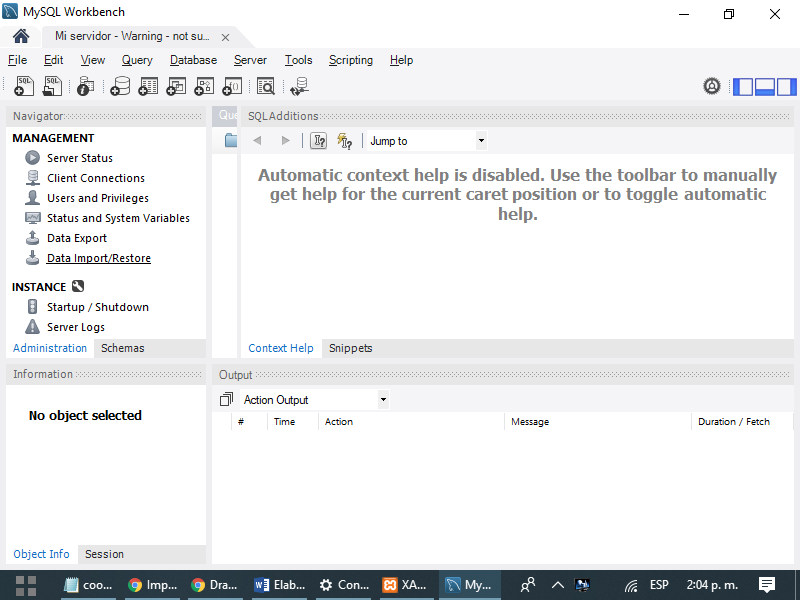 MySQL Workbench
Mi servidor - Warning - not su...
File Edit View Query Database Server Tools Scripting Help
SQL SQL
Navigator
MANAGEMENT
Server Status
Client Connections
Users and Privileges
Status and System Variables
Data Export
Data Import/Restore
INSTANCE
Startup / Shutdown
Server Logs
Administration Schemas
Que
SQLAdditions
Jump to
Automatic context help is disabled. Use the toolbar to manually
get help for the current caret position or to toggle automatic
help.
Context Help Snippets
Information
No object selected
Object Info Session
Output
Action Output
# Time Action Message Duration / Fetch
coo... Imp... Dra... Elab... Con... XA... My... ESP 2:04 p. m.